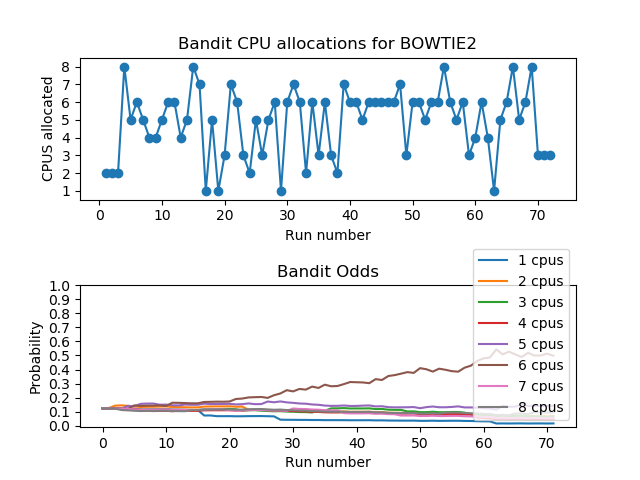 Bandit CPU allocations for BOWTIE2
8
7
6
5
4
3
2
1
CPUS allocated
0 10 20 30 40 50 60 70
Run number
Bandit Odds
1.0
0.9
0.8
0.7
0.6
0.5
0.4
0.3
0.2
0.1
0.0
Probability
1 cpus
2 cpus
3 cpus
4 cpus
5 cpus
6 cpus
7 cpus
8 cpus
0 10 20 30 40 50 60 70
Run number